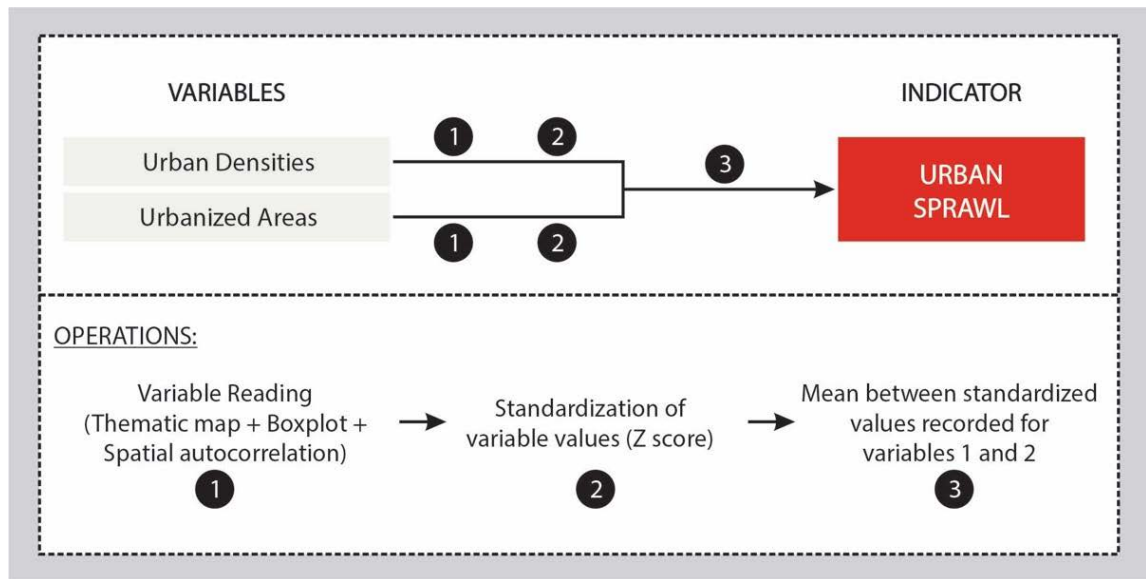 VARIABLES
INDICATOR
Urban Densities
Urbanized Areas
1
2
1
2
3
URBAN
SPRAWL
OPERATIONS:
Variable Reading
(Thematic map + Boxplot +
Spatial autocorrelation)
1
Standardization of
variable values (Z score)
2
Mean between standardized
values recorded for
variables 1 and 2
3